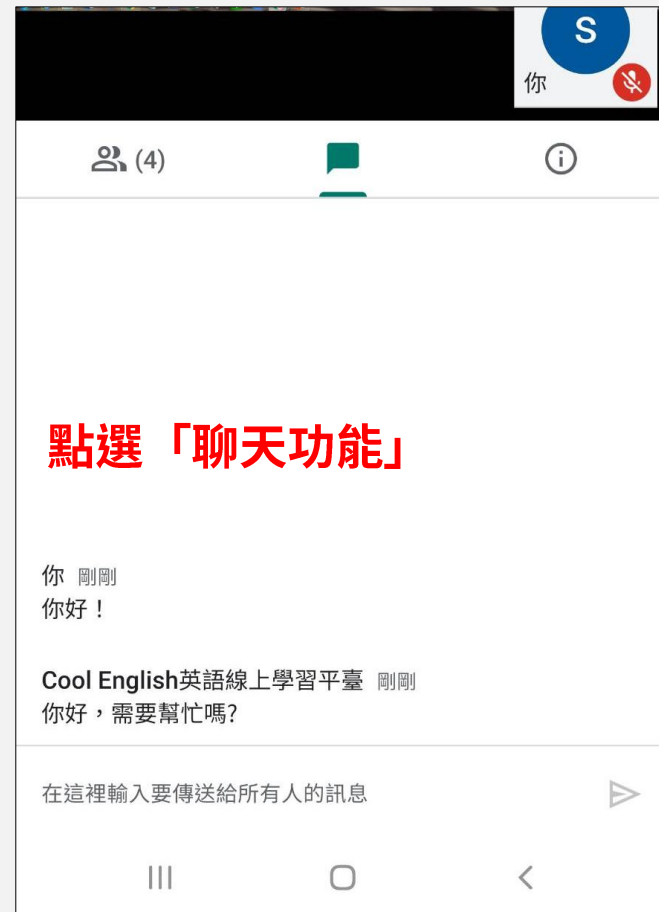 S
你
(4)
點選「聊天功能」
你 剛剛
你好！
Cool English英語線上學習平臺 剛剛
你好，需要幫忙嗎?
在這裡輸入要傳送給所有人的訊息